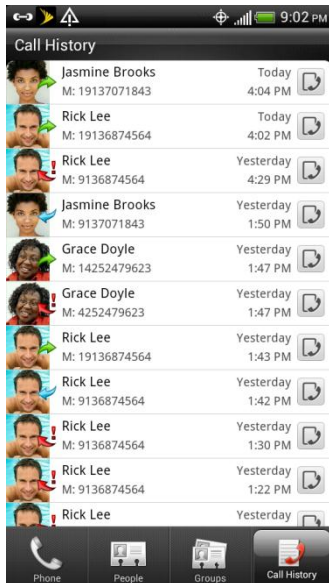 9:02 PM
Call History
Jasmine Brooks Today
M: 19137071843 4:04 PM
Rick Lee Today
M: 19136874564 4:02 PM
Rick Lee Yesterday
M: 9136874564 4:29 PM
Jasmine Brooks Yesterday
M: 9137071843 1:50 PM
Grace Doyle Yesterday
M: 14252479623 1:47 PM
Grace Doyle Yesterday
M: 4252479623 1:47 PM
Rick Lee Yesterday
M: 19136874564 1:43 PM
Rick Lee Yesterday
M: 9136874564 1:42 PM
Rick Lee Yesterday
M: 9136874564 1:30 PM
Rick Lee Yesterday
M: 9136874564 1:22 PM
Rick Lee Yesterday
Phone People Groups Call History